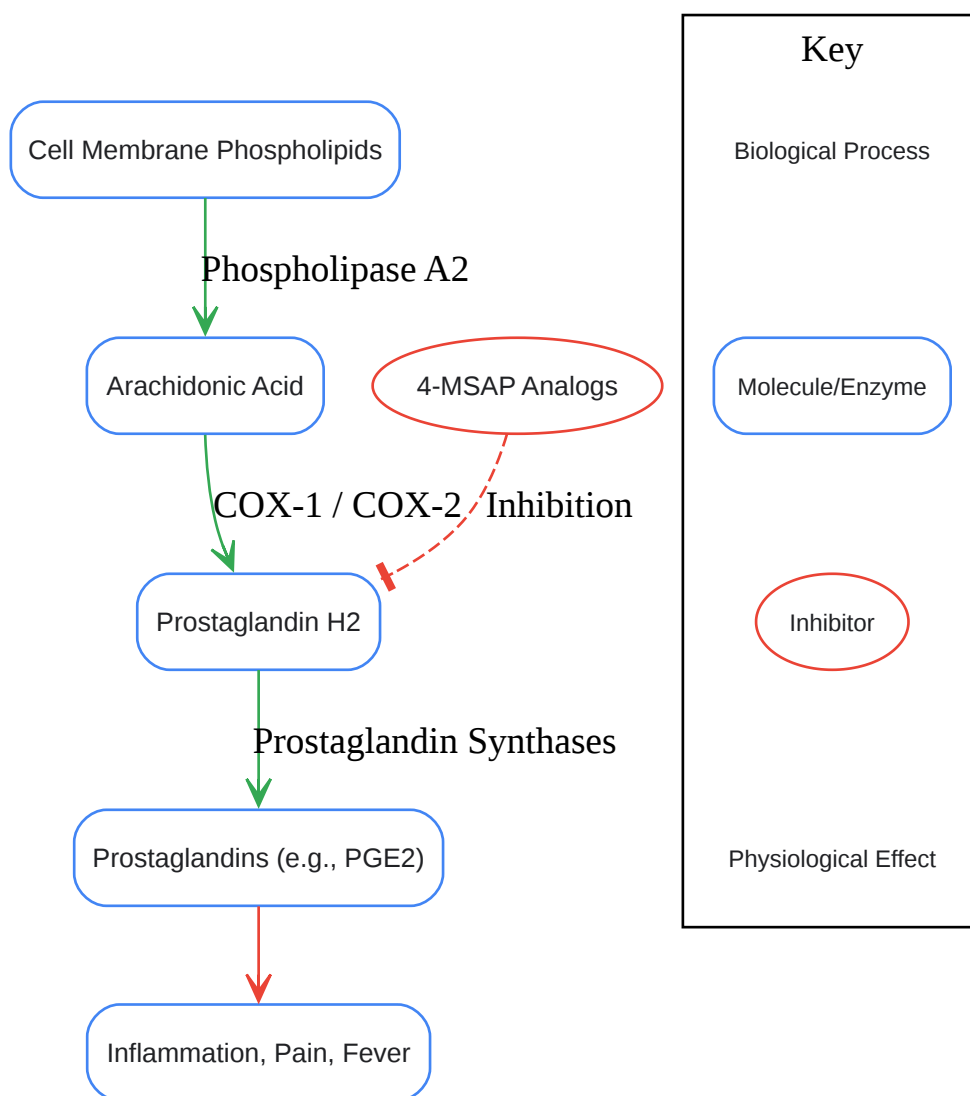 Key
Cell Membrane Phospholipids
Biological Process
Phospholipase A2
Arachidonic Acid
4-MSAP Analogs
Molecule/Enzyme
COX-1 / COX-2
Inhibition
Prostaglandin H2
Inhibitor
Prostaglandin Synthases
Prostaglandins (e.g., PGE2)
Physiological Effect
Inflammation, Pain, Fever